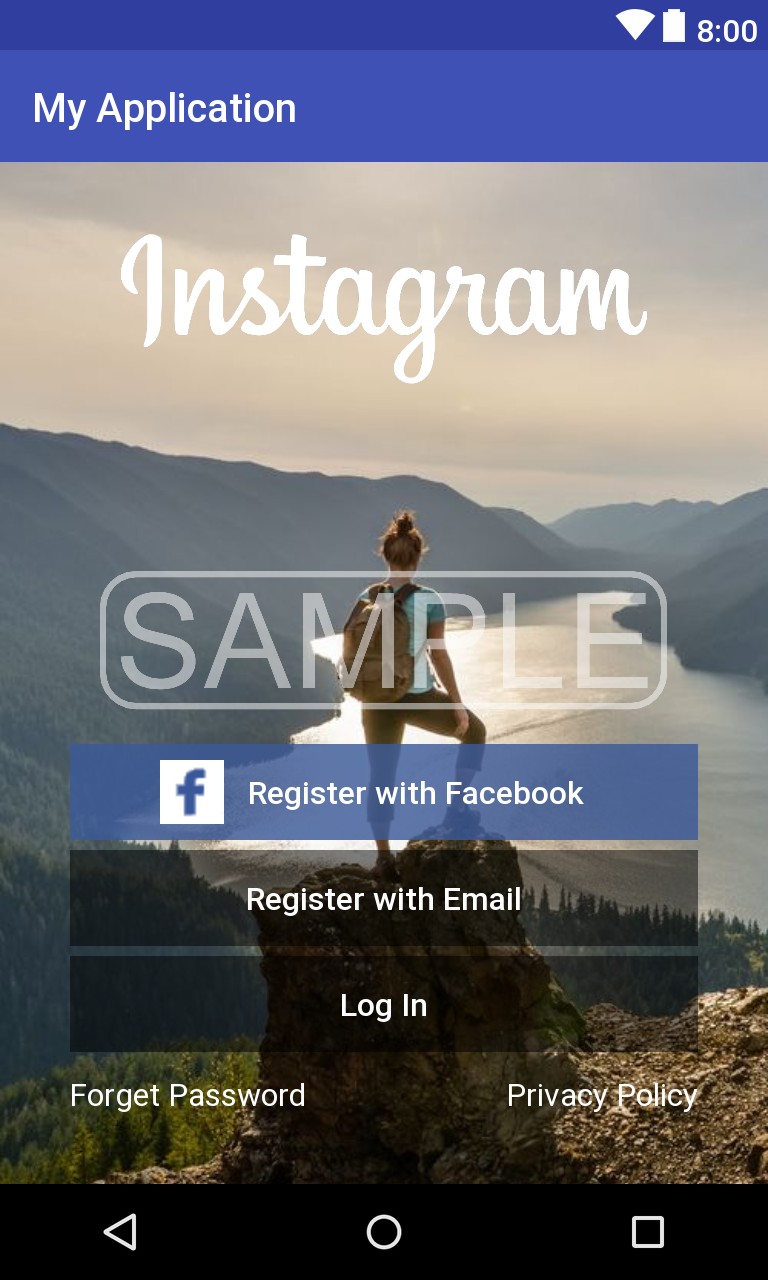 8:00
My Application
Instagram
SAMPLE
f Register with Facebook
Register with Email
Log In
Forget Password Privacy Policy